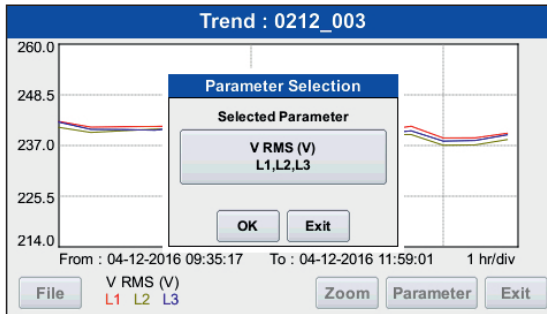 Trend : 0212_003
260.0
248.5
237.0
225.5
214.0
Parameter Selection
Selected Parameter
V RMS (V)
L1,L2,L3
OK Exit
From : 04-12-2016 09:35:17 To : 04-12-2016 11:59:01 1 hr/div
File V RMS (V) Zoom Parameter Exit
L1 L2 L3